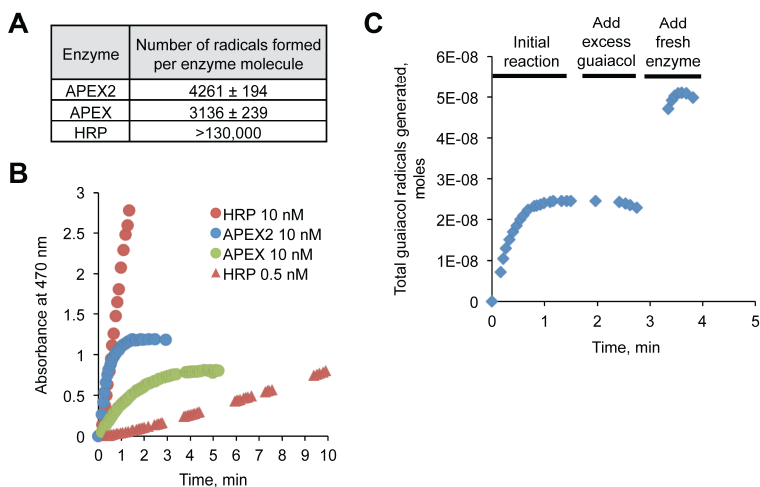 A
Enzyme
Number of radicals formed
per enzyme molecule
APEX2
4261 ± 194
APEX
3136 ± 239
HRP
>130,000
B
Absorbance at 470 nm
3
2.5
2
1.5
1
0.5
0
HRP 10 nM
APEX2 10 nM
APEX 10 nM
HRP 0.5 nM
0 1 2 3 4 5 6 7 8 9 10
Time, min
C
Initial
reaction
Add
excess
guaiacol
Add
fresh
enzyme
Total guaiacol radicals generated,
moles
6E-08
5E-08
4E-08
3E-08
2E-08
1E-08
0
0 1 2 3 4 5
Time, min